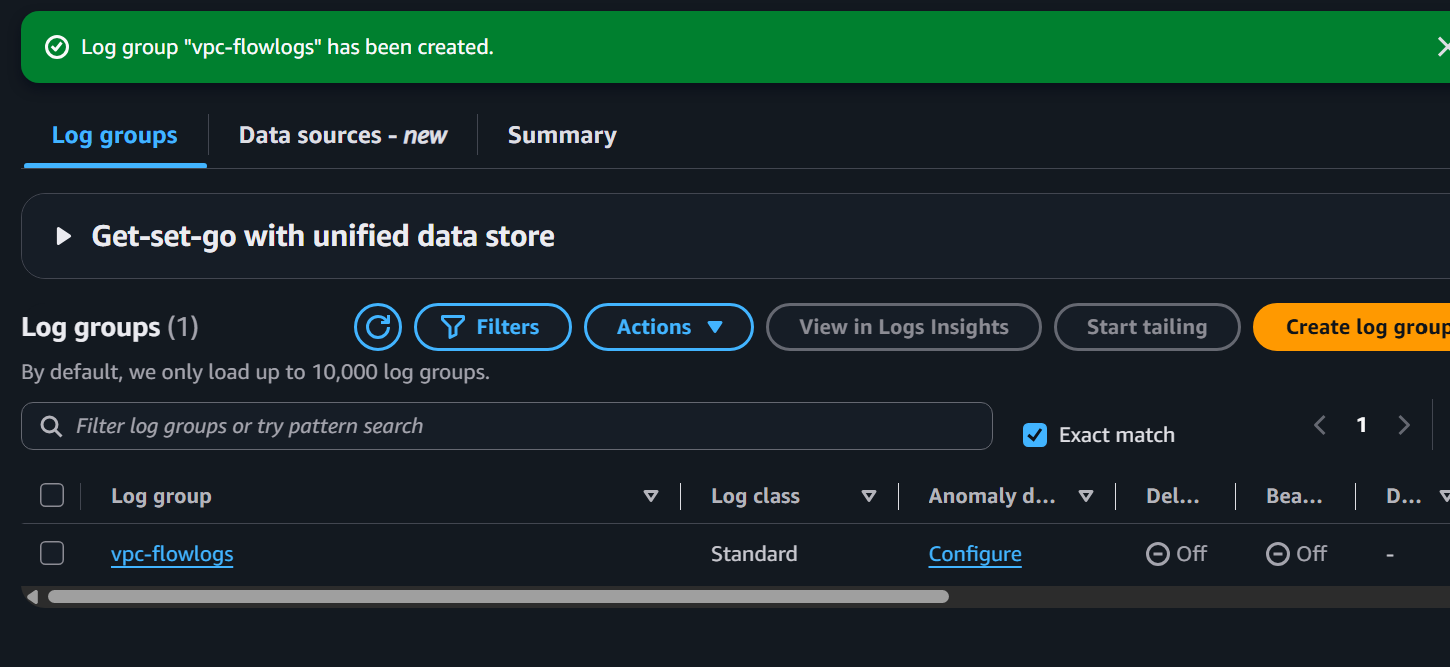 Log group "vpc-flowlogs" has been created.
Log groups
Data sources - new
Summary
Get-set-go with unified data store
Log groups (1)
Filters
Actions
View in Logs Insights
Start tailing
Create log group
By default, we only load up to 10,000 log groups.
Filter log groups or try pattern search
Exact match
1
Log group
Log class
Anomaly d...
Del...
Bea...
D...
vpc-flowlogs
Standard
Configure
Off
Off
-